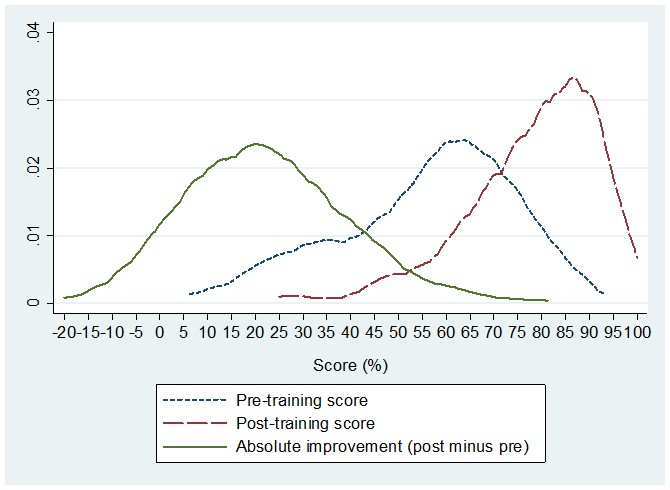 .04
.03
.02
.01
0
-20 -15 -10 -5 0 5 10 15 20 25 30 35 40 45 50 55 60 65 70 75 80 85 90 95 100
Score (%)
Pre-training score
Post-training score
Absolute improvement (post minus pre)